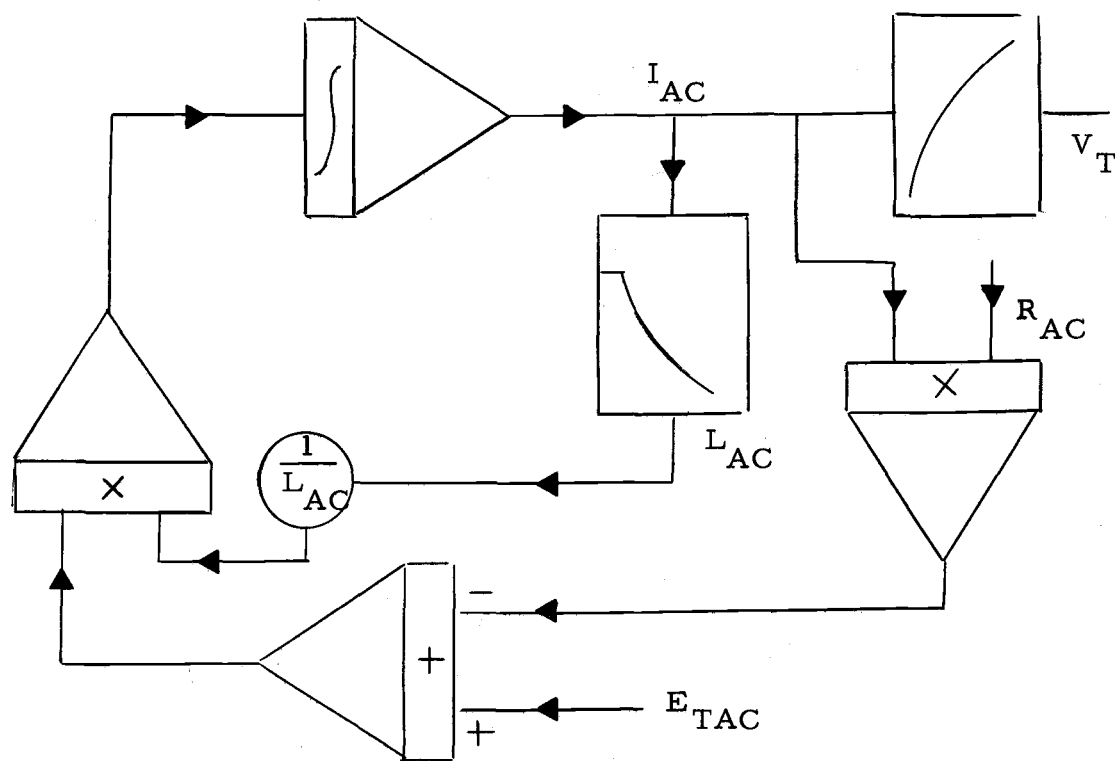 I_AC
V_T
R_AC
×
L_AC
1/L_AC
×
−
+
+
E_TAC